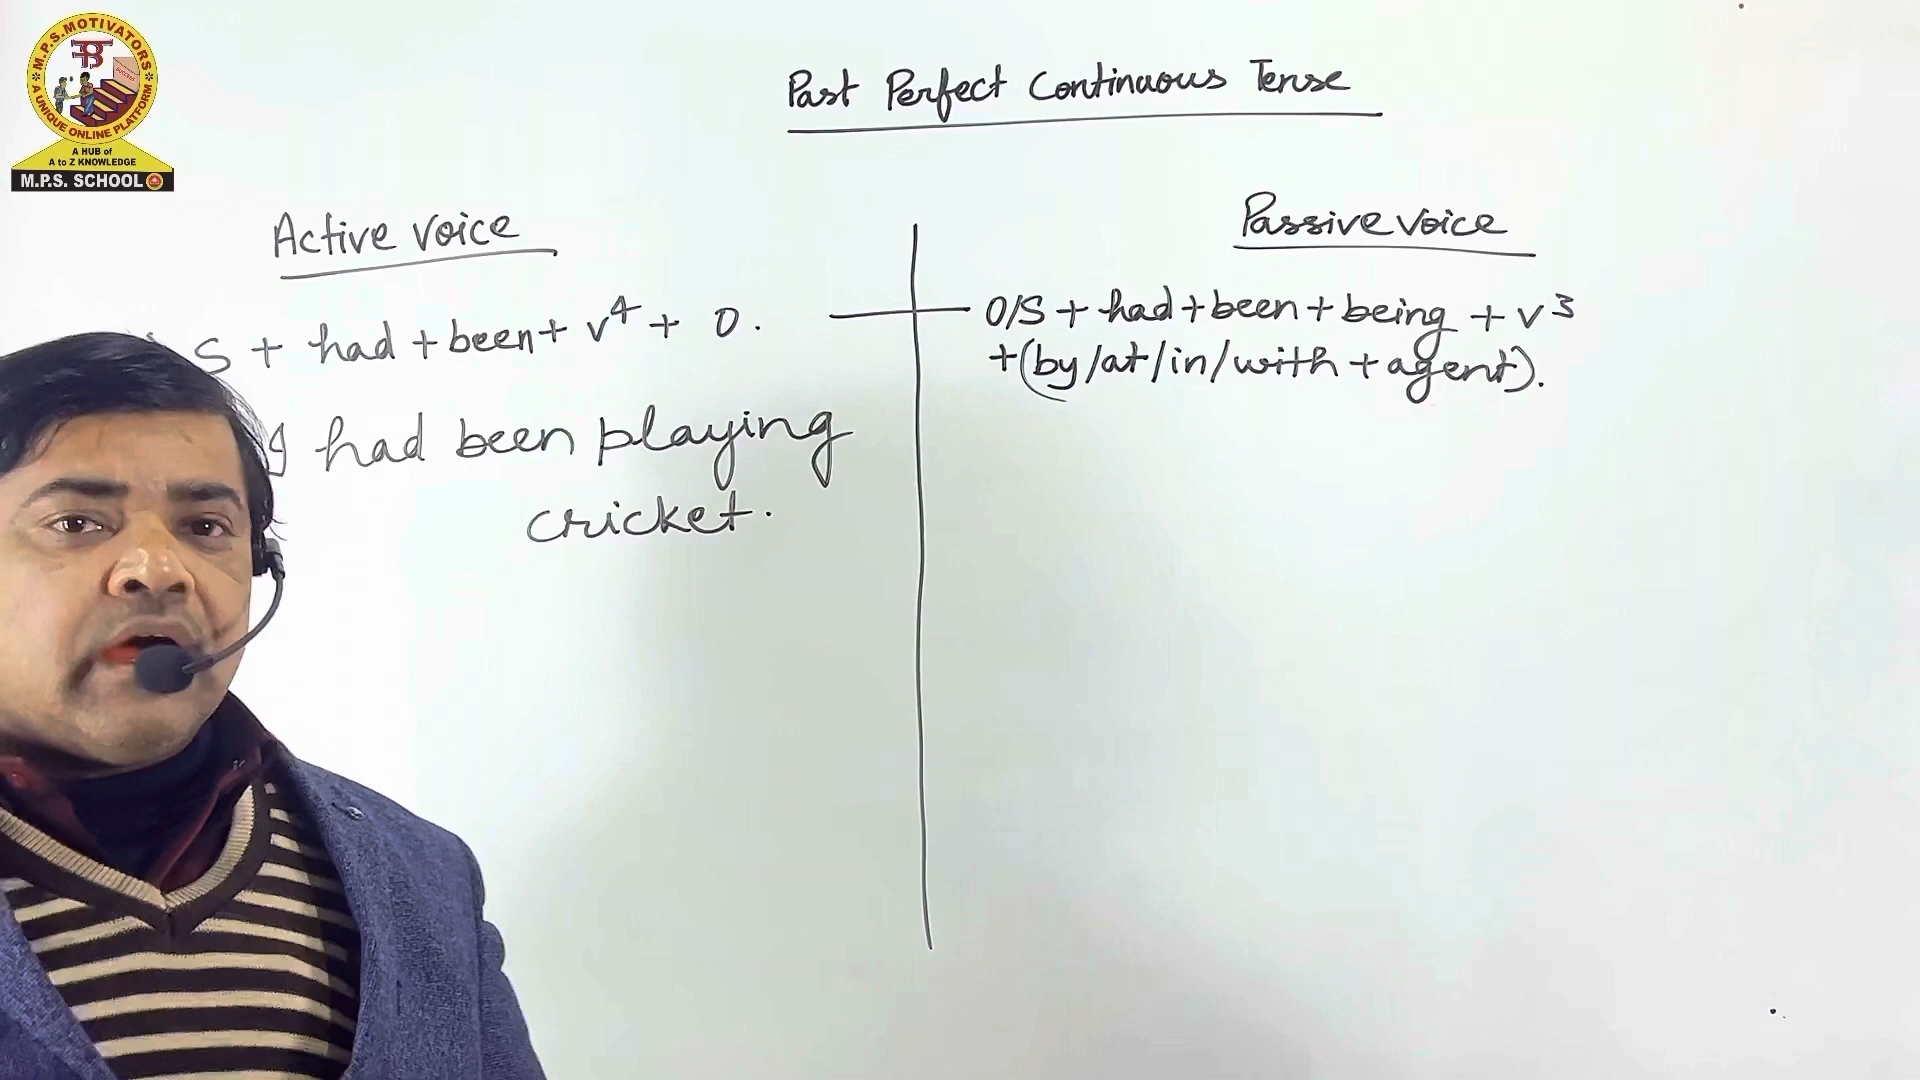 M.P.S. MOTIVATORS
A UNIQUE ONLINE PLATFORM
A HUB of
A to Z KNOWLEDGE
M.P.S. SCHOOL
Past Perfect Continuous Tense
Active voice
S + had + been + v⁴ + O.
I had been playing
cricket.
Passive voice
O/S + had + been + being + v³
+ (by/at/in/with + agent).